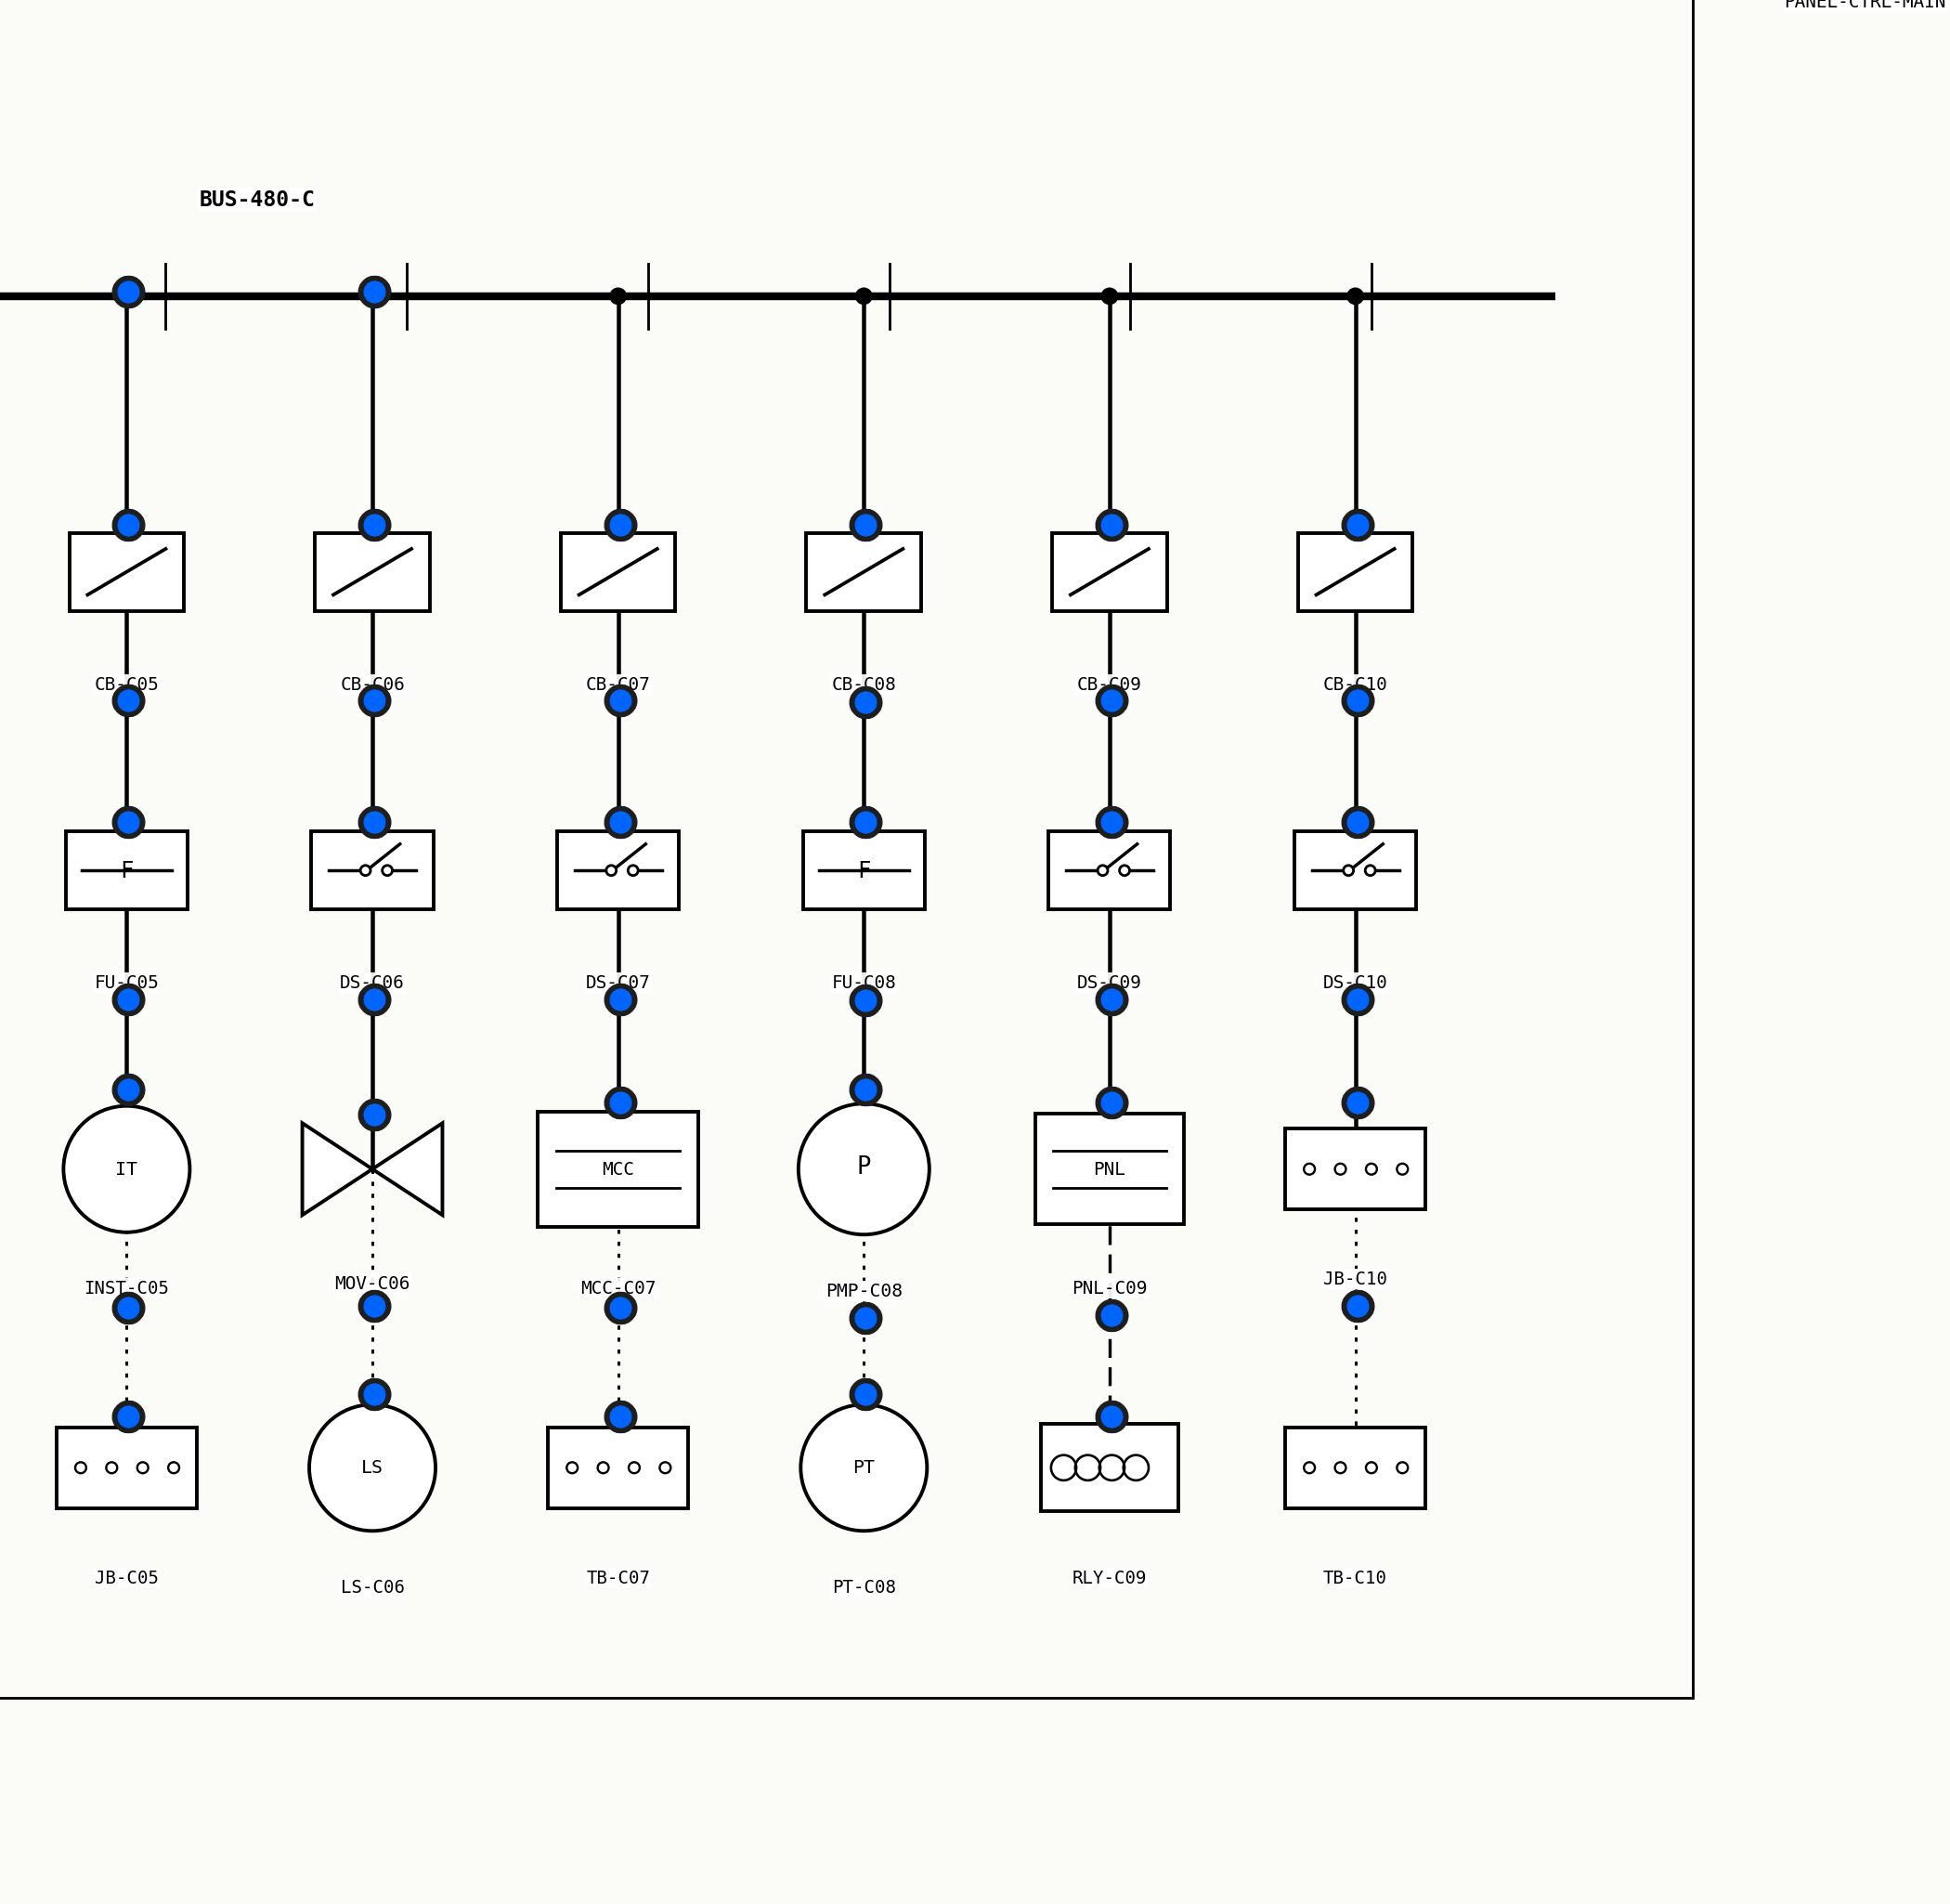 PANEL-CTRL-MAIN
BUS-480-C
CB-C05 CB-C06 CB-C07 CB-C08 CB-C09 CB-C10
F F
FU-C05 DS-C06 DS-C07 FU-C08 DS-C09 DS-C10
IT MCC P PNL
INST-C05 MOV-C06 MCC-C07 PMP-C08 PNL-C09 JB-C10
LS PT
JB-C05 LS-C06 TB-C07 PT-C08 RLY-C09 TB-C10